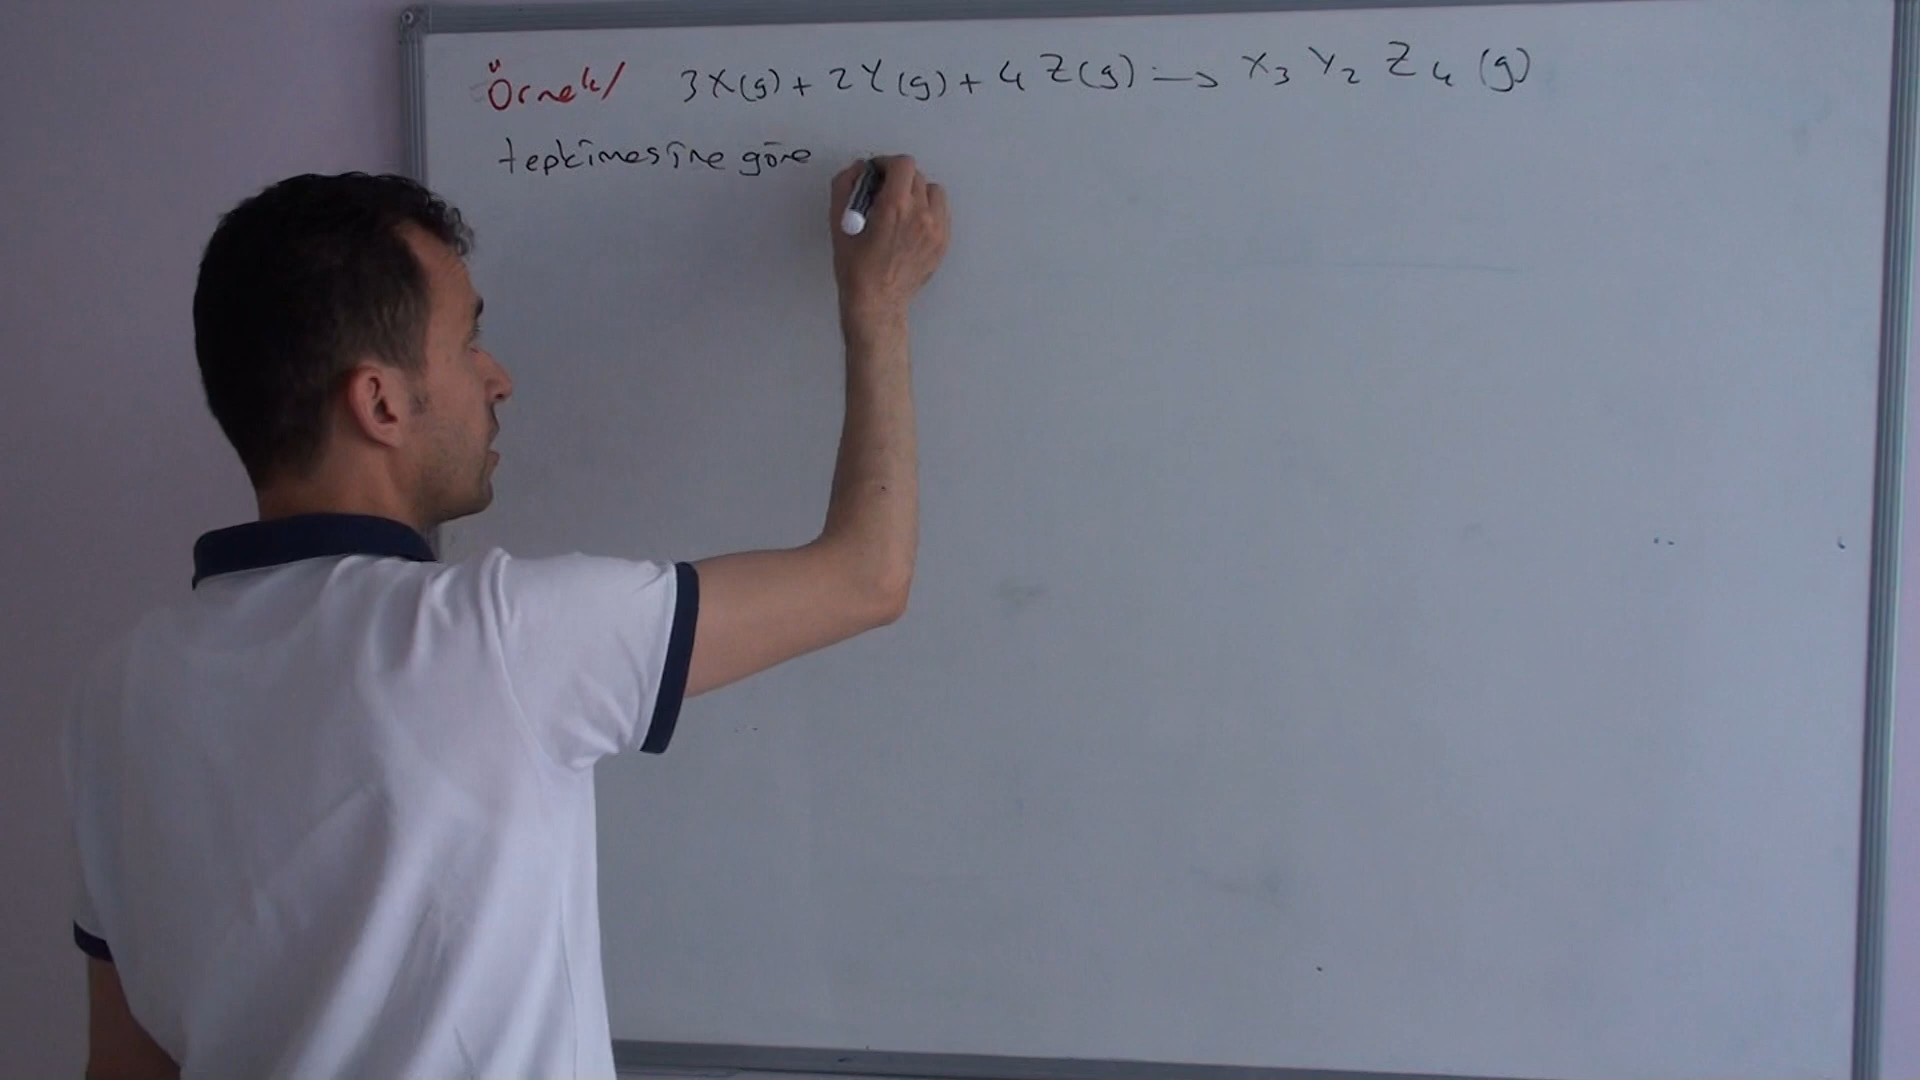 Örnek/ 3X(g) + 2Y(g) + 4Z(g) → X₃Y₂Z₄(g)
tepkimesine göre